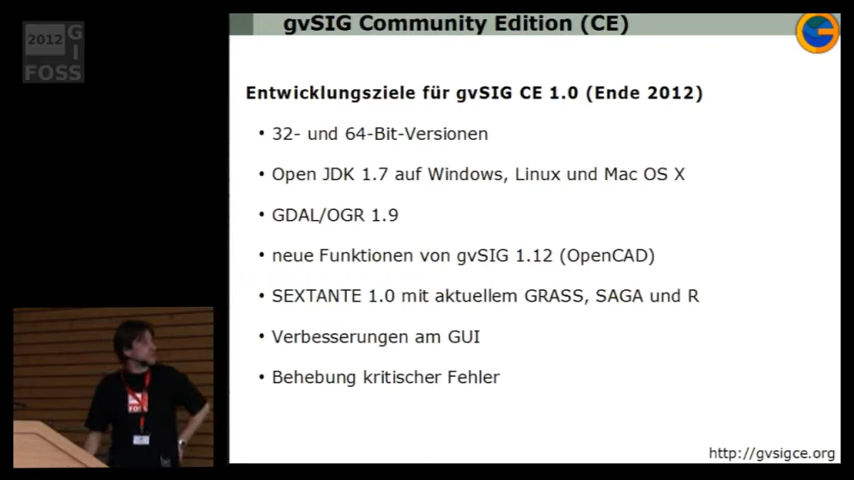 2012
GI
FOSS
gvSIG Community Edition (CE)
Entwicklungsziele für gvSIG CE 1.0 (Ende 2012)
• 32- und 64-Bit-Versionen
• Open JDK 1.7 auf Windows, Linux und Mac OS X
• GDAL/OGR 1.9
• neue Funktionen von gvSIG 1.12 (OpenCAD)
• SEXTANTE 1.0 mit aktuellem GRASS, SAGA und R
• Verbesserungen am GUI
• Behebung kritischer Fehler
http://gvsigce.org
FOSS